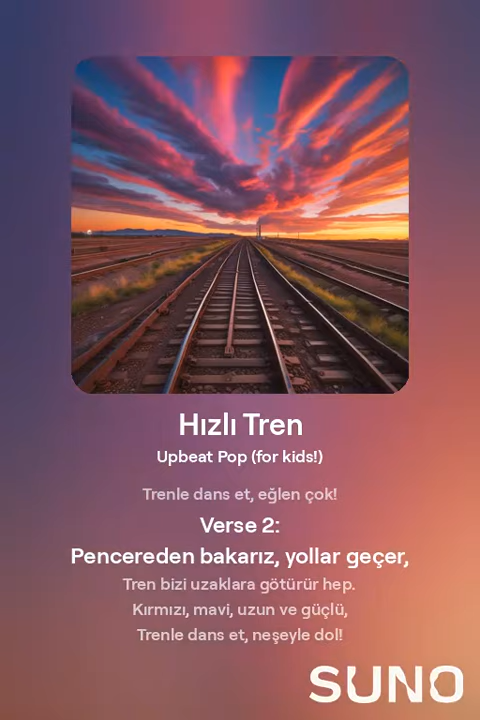 Hızlı Tren
Upbeat Pop (for kids!)
Trenle dans et, eğlen çok!
Verse 2:
Pencereden bakarız, yollar geçer,
Tren bizi uzaklara götürür hep.
Kırmızı, mavi, uzun ve güçlü,
Trenle dans et, neşeyle dol!
SUNO